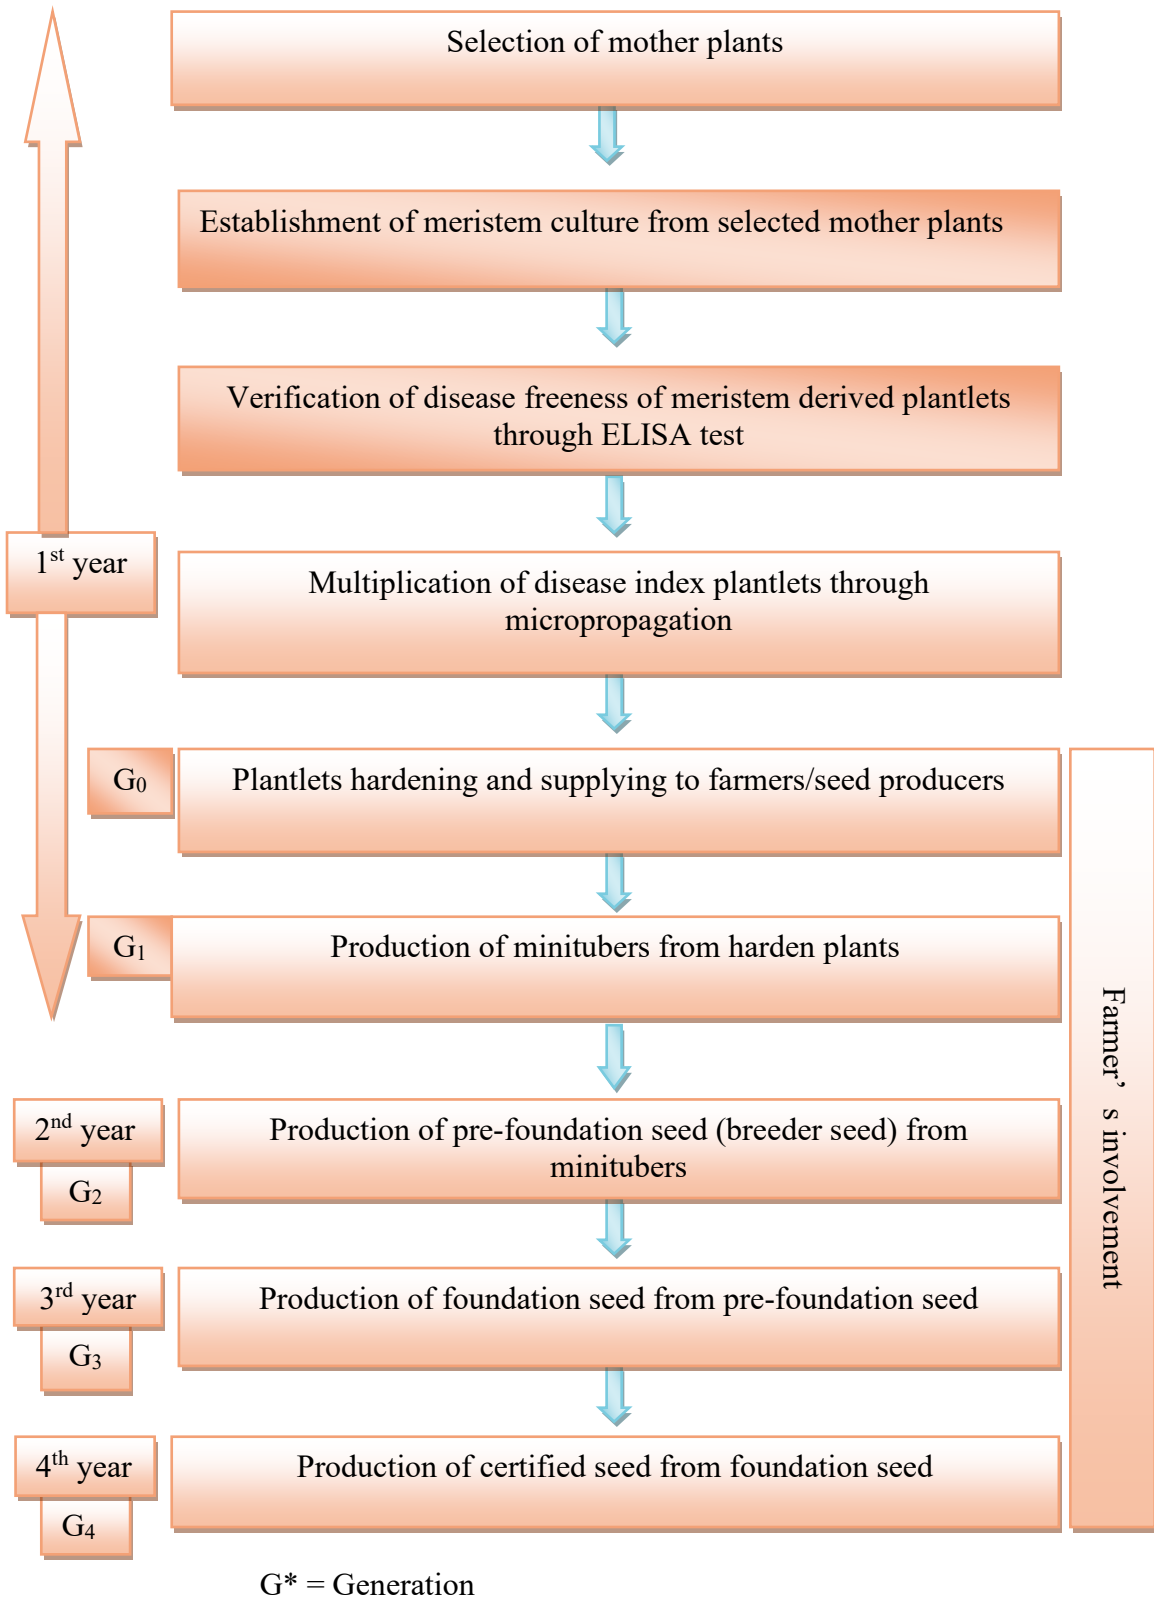 Selection of mother plants
Establishment of meristem culture from selected mother plants
Verification of disease freeness of meristem derived plantlets
through ELISA test
1st year
Multiplication of disease index plantlets through
micropropagation
G0
Plantlets hardening and supplying to farmers/seed producers
G1
Production of minitubers from harden plants
Farmer’ s involvement
2nd year
G2
Production of pre-foundation seed (breeder seed) from
minitubers
3rd year
G3
Production of foundation seed from pre-foundation seed
4th year
G4
Production of certified seed from foundation seed
G* = Generation